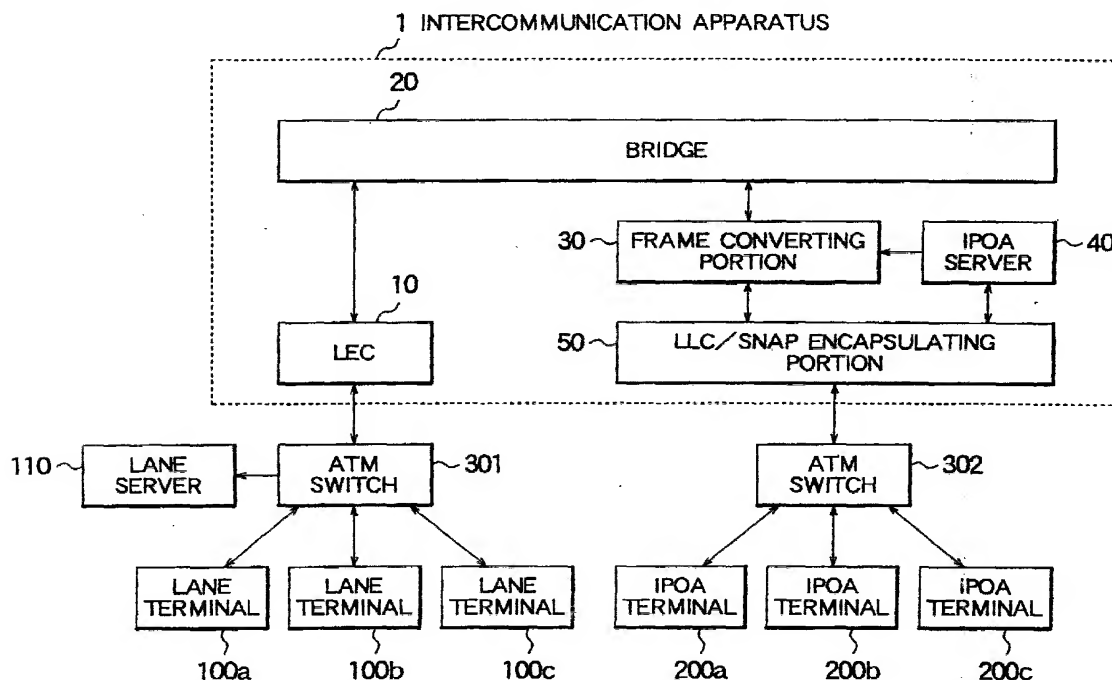 1 INTERCOMMUNICATION APPARATUS
20
BRIDGE
30
FRAME CONVERTING
PORTION
IPOA
SERVER
40
10
LEC
50
LLC/SNAP ENCAPSULATING
PORTION
110
LANE
SERVER
ATM
SWITCH
301
ATM
SWITCH
302
LANE
TERMINAL
LANE
TERMINAL
LANE
TERMINAL
IPOA
TERMINAL
IPOA
TERMINAL
IPOA
TERMINAL
100a
100b
100c
200a
200b
200c